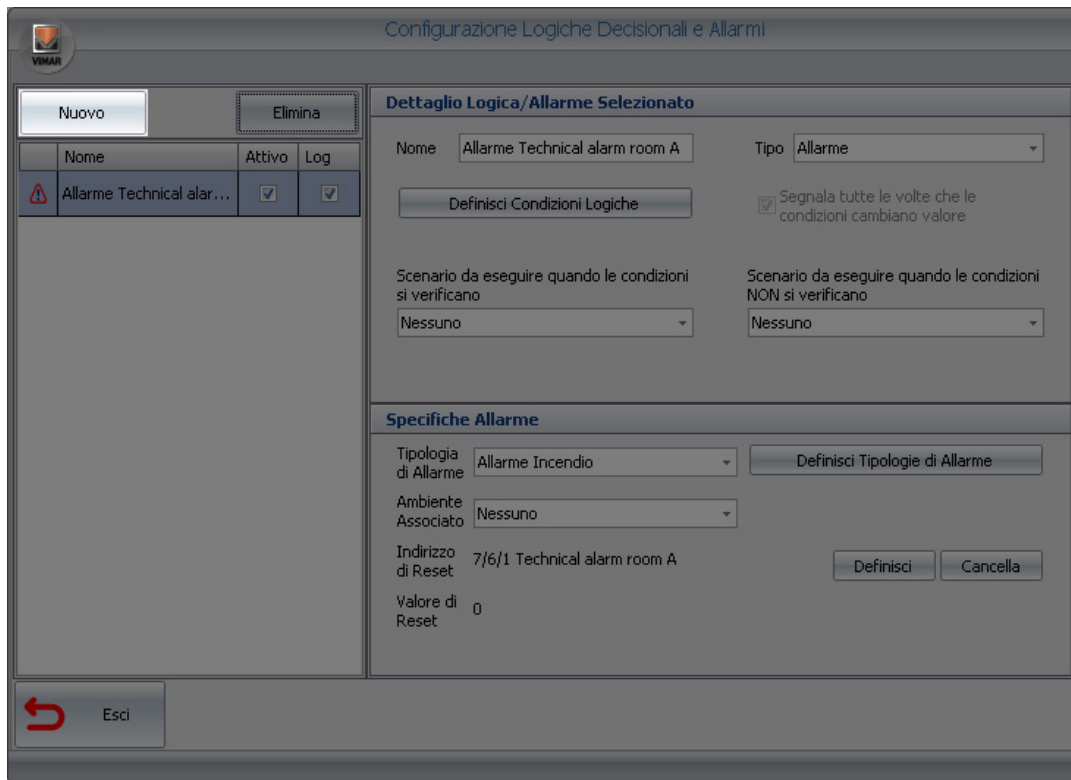 Configurazione Logiche Decisionali e Allarmi
VIMAR
Nuovo
Elimina
Nome Attivo Log
Allarme Technical alar...
Dettaglio Logica/Allarme Selezionato
Nome Allarme Technical alarm room A Tipo Allarme
Definisci Condizioni Logiche
Segnala tutte le volte che le
condizioni cambiano valore
Scenario da eseguire quando le condizioni
si verificano
Nessuno
Scenario da eseguire quando le condizioni
NON si verificano
Nessuno
Specifiche Allarme
Tipologia
di Allarme
Allarme Incendio
Definisci Tipologie di Allarme
Ambiente
Associato
Nessuno
Indirizzo
di Reset
7/6/1 Technical alarm room A
Definisci
Cancella
Valore di
Reset
0
Esci